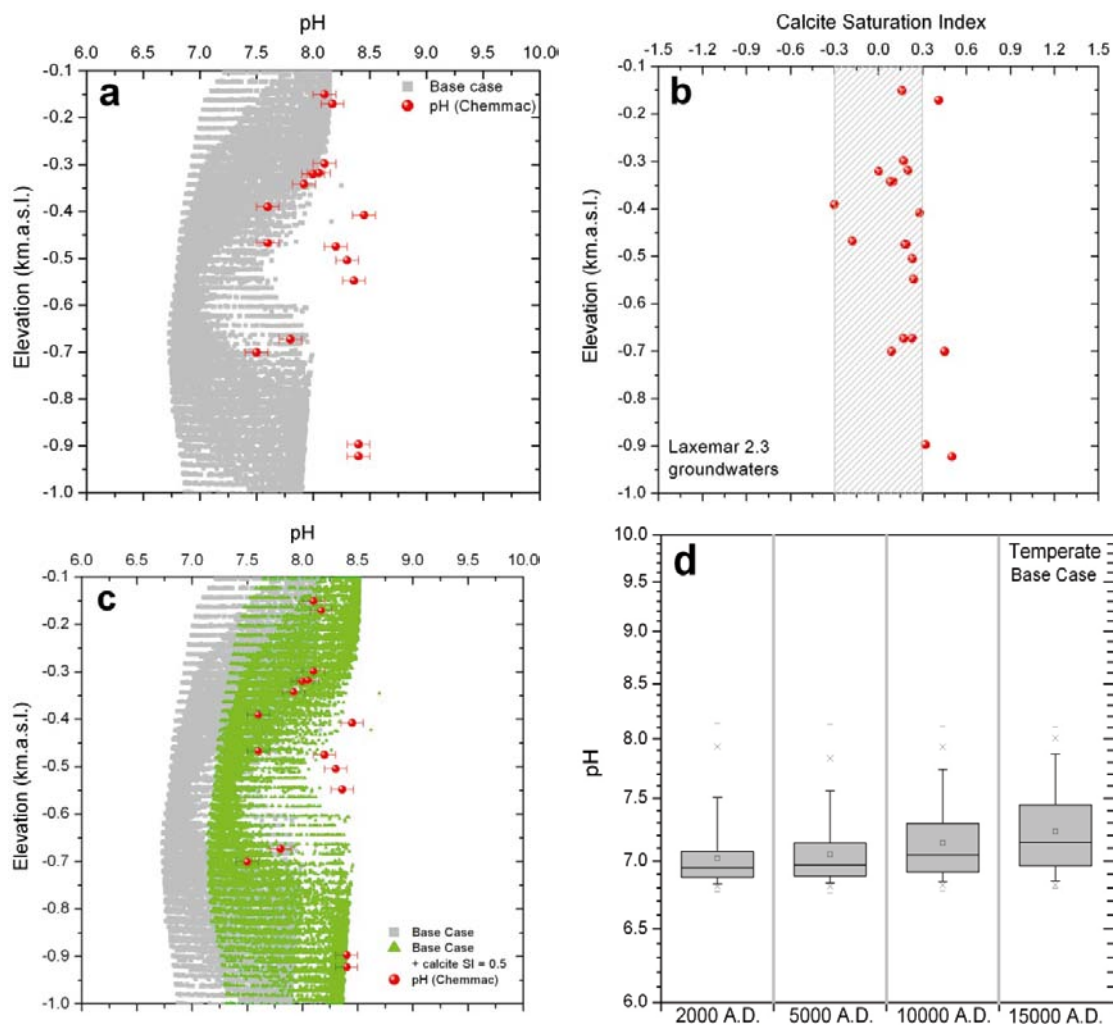 pH
6.0 6.5 7.0 7.5 8.0 8.5 9.0 9.5 10.0
-0.1
-0.2
-0.3
-0.4
-0.5
-0.6
-0.7
-0.8
-0.9
-1.0
Elevation (km.a.s.l.)
a
Base case
pH (Chemmac)
Calcite Saturation Index
-1.5 -1.2 -0.9 -0.6 -0.3 0.0 0.3 0.6 0.9 1.2 1.5
-0.1
-0.2
-0.3
-0.4
-0.5
-0.6
-0.7
-0.8
-0.9
-1.0
Elevation (km.a.s.l.)
b
Laxemar 2.3
groundwaters
pH
6.0 6.5 7.0 7.5 8.0 8.5 9.0 9.5 10.0
-0.1
-0.2
-0.3
-0.4
-0.5
-0.6
-0.7
-0.8
-0.9
-1.0
Elevation (km.a.s.l.)
c
Base Case
Base Case
+ calcite SI = 0.5
pH (Chemmac)
10.0
9.5
9.0
8.5
8.0
7.5
7.0
6.5
6.0
pH
d
Temperate
Base Case
2000 A.D. 5000 A.D. 10000 A.D. 15000 A.D.